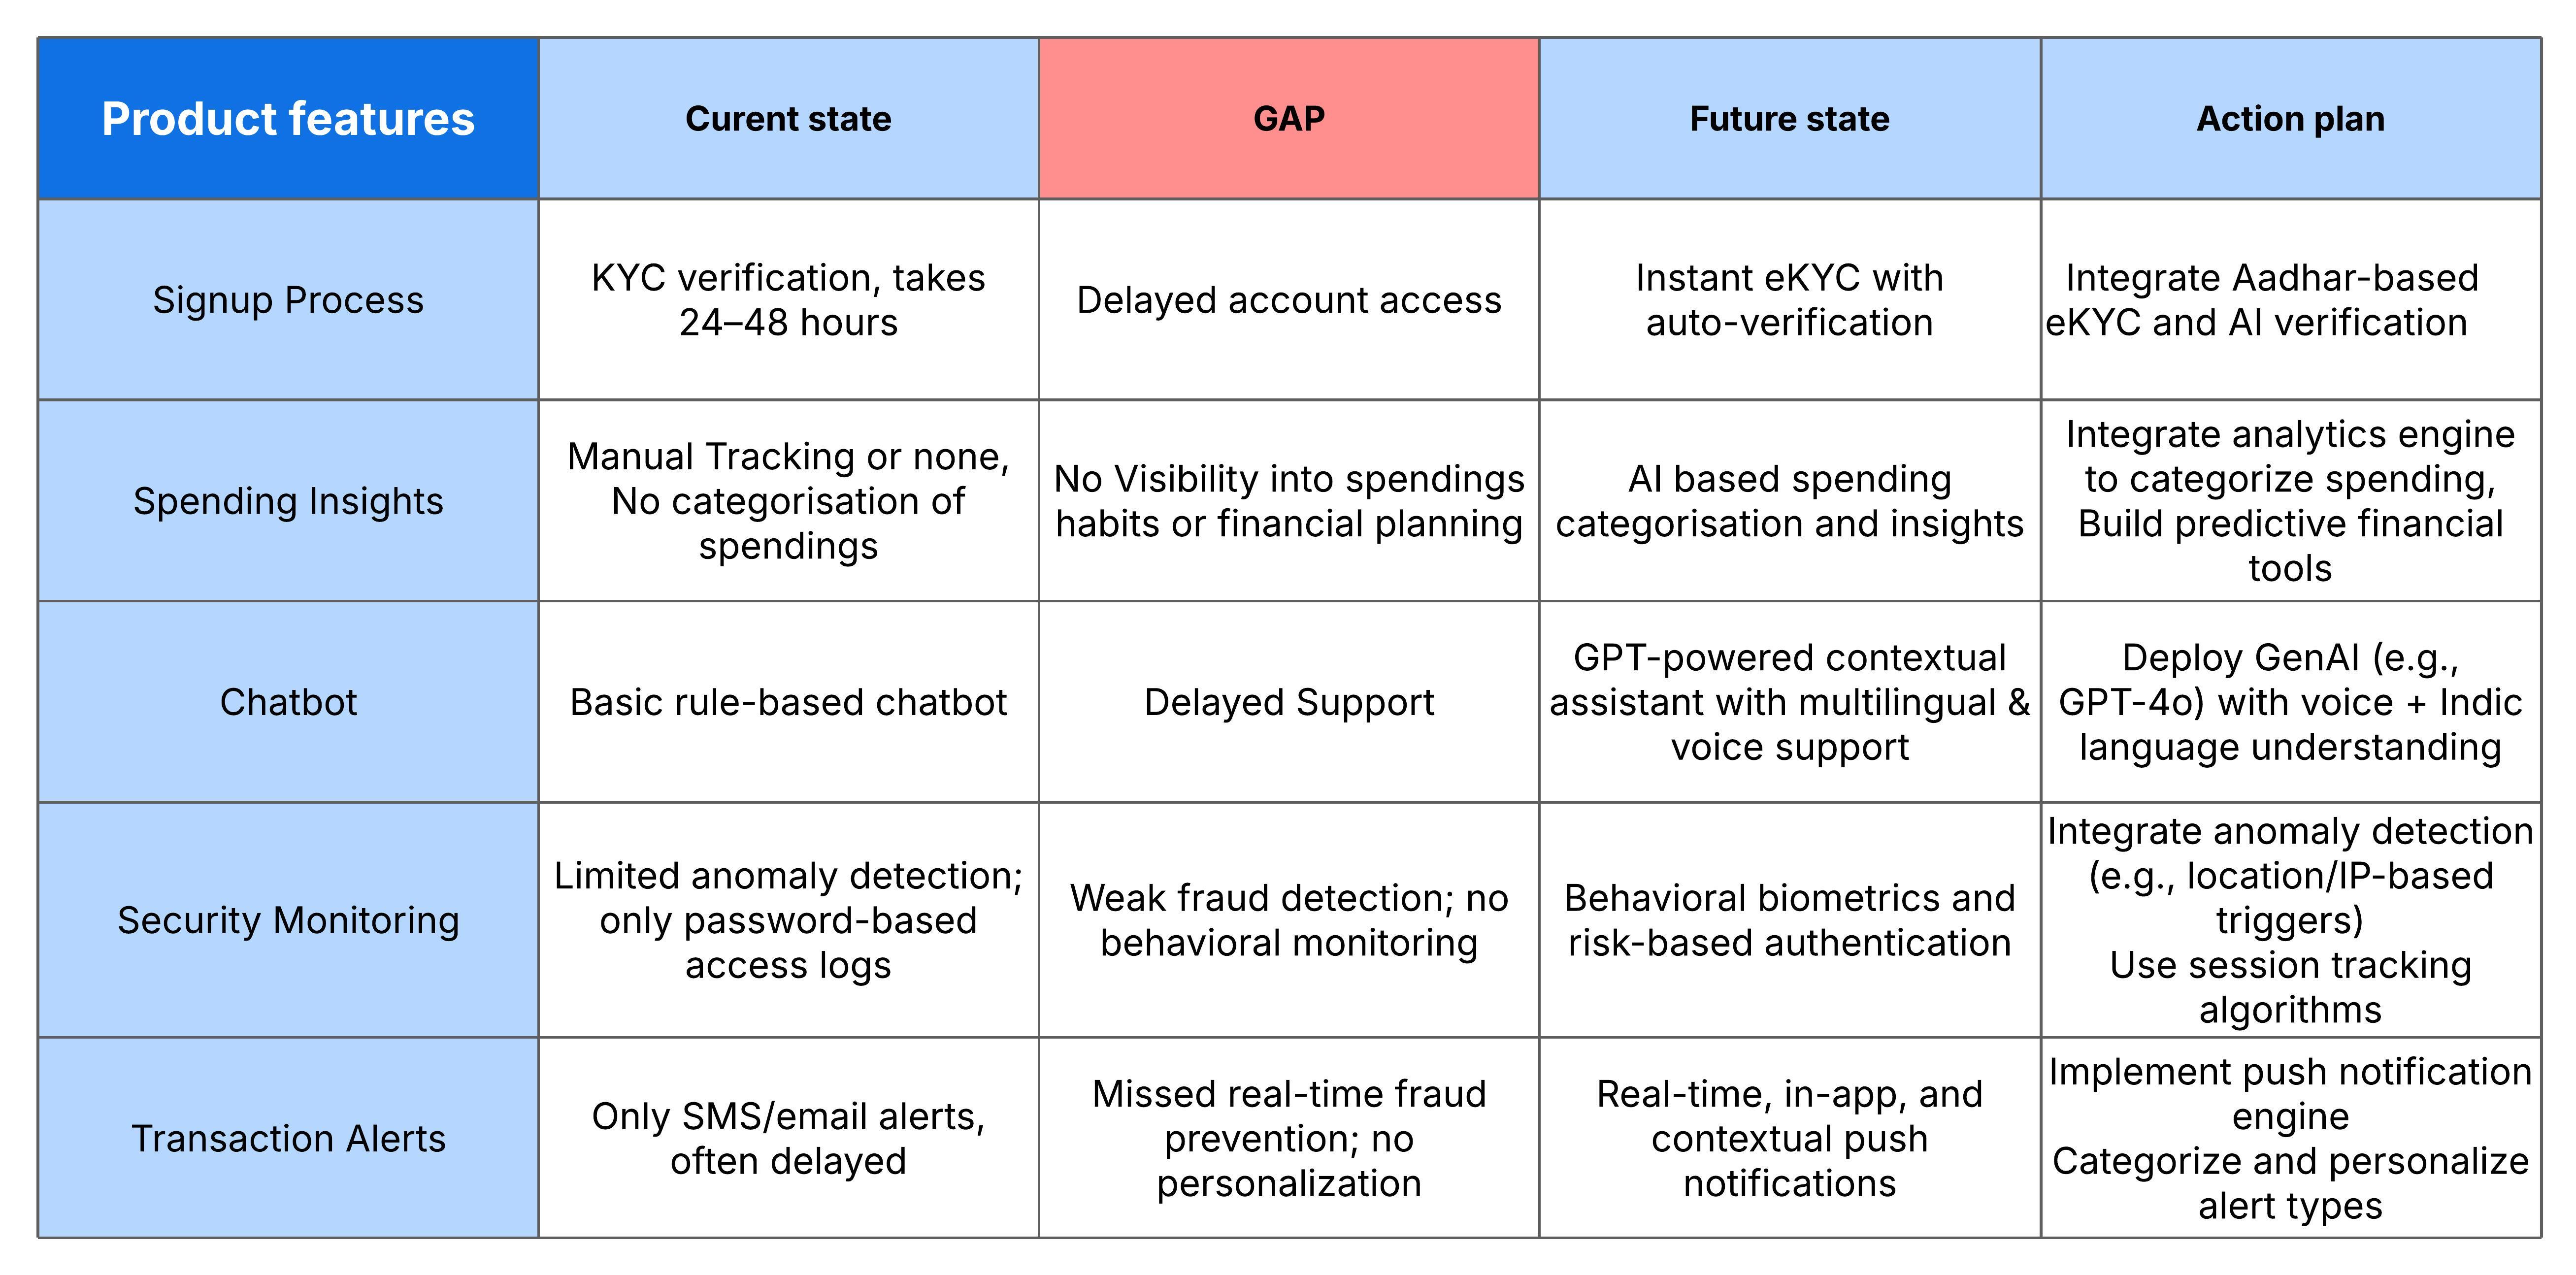 Product features
Curent state
GAP
Future state
Action plan
Signup Process
KYC verification, takes
24–48 hours
Delayed account access
Instant eKYC with
auto-verification
Integrate Aadhar-based
eKYC and AI verification
Spending Insights
Manual Tracking or none,
No categorisation of
spendings
No Visibility into spendings
habits or financial planning
AI based spending
categorisation and insights
Integrate analytics engine
to categorize spending,
Build predictive financial
tools
Chatbot
Basic rule-based chatbot
Delayed Support
GPT-powered contextual
assistant with multilingual &
voice support
Deploy GenAI (e.g.,
GPT-4o) with voice + Indic
language understanding
Security Monitoring
Limited anomaly detection;
only password-based
access logs
Weak fraud detection; no
behavioral monitoring
Behavioral biometrics and
risk-based authentication
Integrate anomaly detection
(e.g., location/IP-based
triggers)
Use session tracking
algorithms
Transaction Alerts
Only SMS/email alerts,
often delayed
Missed real-time fraud
prevention; no
personalization
Real-time, in-app, and
contextual push
notifications
Implement push notification
engine
Categorize and personalize
alert types